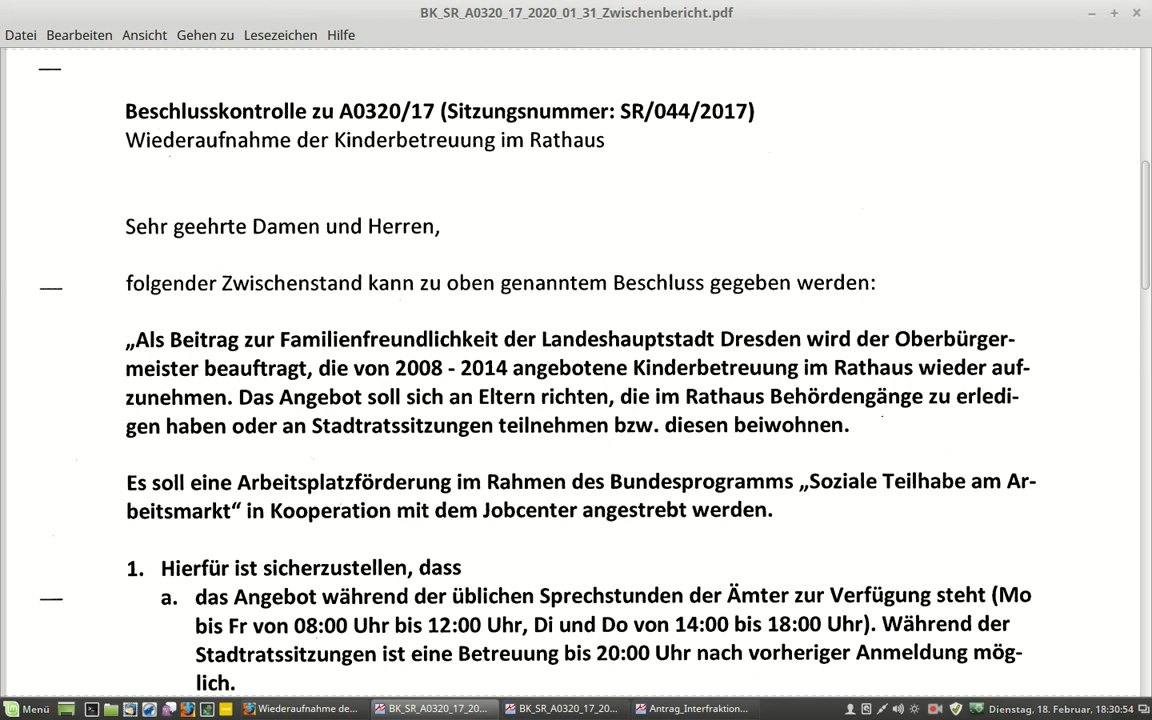 BK_SR_A0320_17_2020_01_31_Zwischenbericht.pdf
Datei Bearbeiten Ansicht Gehen zu Lesezeichen Hilfe
Beschlusskontrolle zu A0320/17 (Sitzungsnummer: SR/044/2017)
Wiederaufnahme der Kinderbetreuung im Rathaus
Sehr geehrte Damen und Herren,
folgender Zwischenstand kann zu oben genanntem Beschluss gegeben werden:
„Als Beitrag zur Familienfreundlichkeit der Landeshauptstadt Dresden wird der Oberbürger-
meister beauftragt, die von 2008 - 2014 angebotene Kinderbetreuung im Rathaus wieder auf-
zunehmen. Das Angebot soll sich an Eltern richten, die im Rathaus Behördengänge zu erledi-
gen haben oder an Stadtratssitzungen teilnehmen bzw. diesen beiwohnen.
Es soll eine Arbeitsplatzförderung im Rahmen des Bundesprogramms „Soziale Teilhabe am Ar-
beitsmarkt“ in Kooperation mit dem Jobcenter angestrebt werden.
1. Hierfür ist sicherzustellen, dass
a. das Angebot während der üblichen Sprechstunden der Ämter zur Verfügung steht (Mo
bis Fr von 08:00 Uhr bis 12:00 Uhr, Di und Do von 14:00 bis 18:00 Uhr). Während der
Stadtratssitzungen ist eine Betreuung bis 20:00 Uhr nach vorheriger Anmeldung mög-
lich.
Menü Wiederaufnahme de... BK_SR_A0320_17_20... BK_SR_A0320_17_20... Antrag_Interfraktion... Dienstag, 18. Februar, 18:30:54